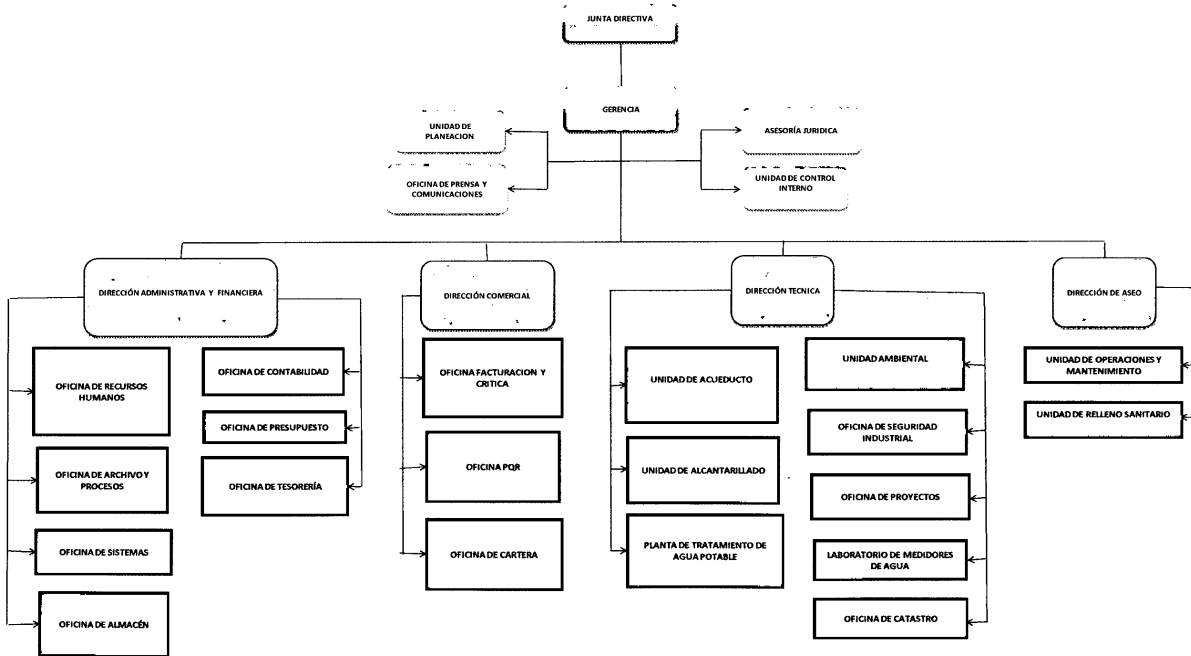 JUNTA DIRECTIVA
GERENCIA
UNIDAD DE
PLANEACION
ASESORÍA JURIDICA
OFICINA DE PRENSA Y
COMUNICACIONES
UNIDAD DE CONTROL
INTERNO
DIRECCIÓN ADMINISTRATIVA Y FINANCIERA
DIRECCIÓN COMERCIAL
DIRECCIÓN TECNICA
DIRECCIÓN DE ASEO
OFICINA DE RECURSOS
HUMANOS
OFICINA DE ARCHIVO Y
PROCESOS
OFICINA DE SISTEMAS
OFICINA DE ALMACÉN
OFICINA DE CONTABILIDAD
OFICINA DE PRESUPUESTO
OFICINA DE TESORERÍA
OFICINA FACTURACION Y
CRITICA
OFICINA PQR
OFICINA DE CARTERA
UNIDAD DE ACUEDUCTO
UNIDAD DE ALCANTARILLADO
PLANTA DE TRATAMIENTO DE
AGUA POTABLE
UNIDAD AMBIENTAL
OFICINA DE SEGURIDAD
INDUSTRIAL
OFICINA DE PROYECTOS
LABORATORIO DE MEDIDORES
DE AGUA
OFICINA DE CATASTRO
UNIDAD DE OPERACIONES Y
MANTENIMIENTO
UNIDAD DE RELLENO SANITARIO